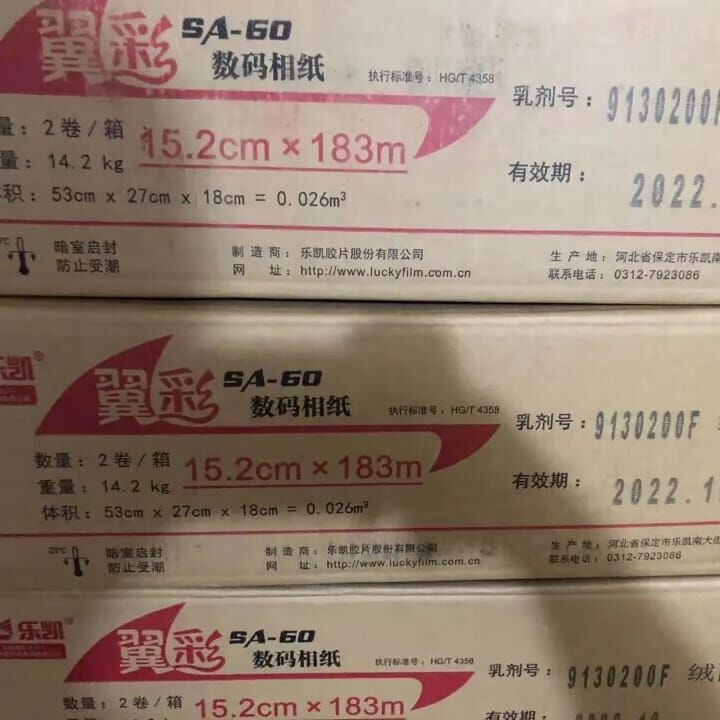 翼彩 SA-60
数码相纸
执行标准号：HG/T 4358
乳剂号：9130200F
量：2卷/箱
15.2cm×183m
量：14.2 kg
有效期：2022.
积：53cm x 27cm x 18cm = 0.026m³
暗室启封
防止受潮
制造商：乐凯胶片股份有限公司
网 址：http://www.luckyfilm.com.cn
生产地：河北省保定市乐凯南
联系电话：0312-7923086
乐凯®
翼彩 SA-60
数码相纸
执行标准号：HG/T 4358
乳剂号：9130200F
数量：2卷/箱
15.2cm×183m
重量：14.2 kg
有效期：2022.1
体积：53cm x 27cm x 18cm = 0.026m³
25℃
暗室启封
防止受潮
制造商：乐凯胶片股份有限公司
网 址：http://www.luckyfilm.com.cn
生产地：河北省保定市乐凯南大街
联系电话：0312-7923086
乐凯
翼彩 SA-60
数码相纸
执行标准号：HG/T 4358
乳剂号：9130200F 绒
数量：2卷/箱
15.2cm×183m
有效期：2022.10